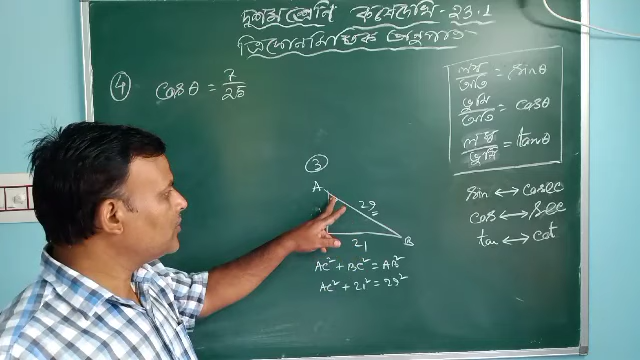 দশম শ্রেণি কষেদেখি-23.1
ত্রিকোণমিতিক অনুপাত
④ cosθ = 7/25
লম্ব/অতি = sinθ
ভূমি/অতি = cosθ
লম্ব/ভূমি = tanθ
sin ↔ cosec
cos ↔ sec
tan ↔ cot
③
A
29
21
B
AC² + BC² = AB²
AC² + 21² = 29²